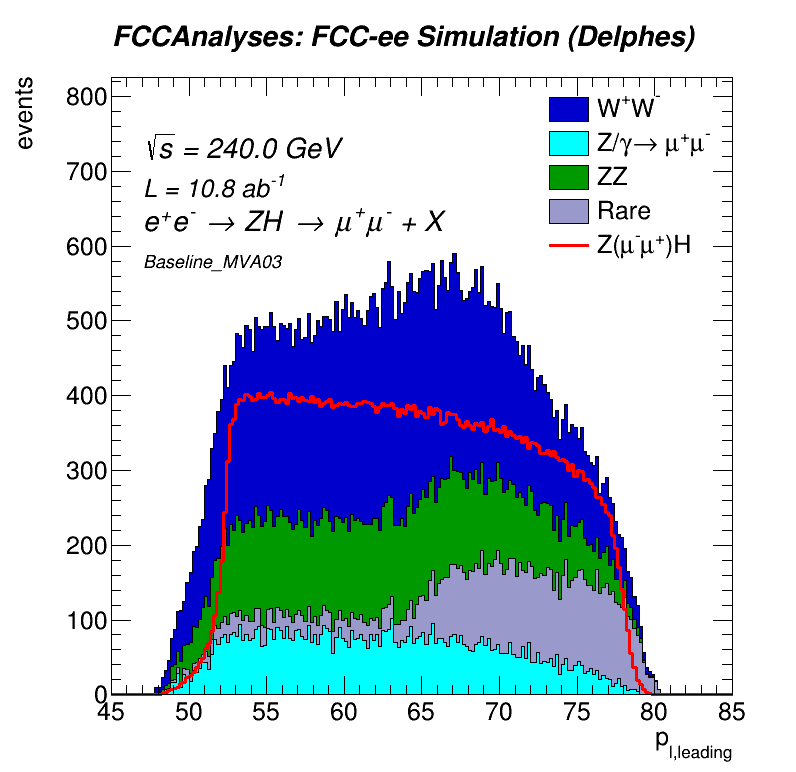 FCCAnalyses: FCC-ee Simulation (Delphes)
events
800
700
600
500
400
300
200
100
0
√s = 240.0 GeV
L = 10.8 ab⁻¹
e⁺e⁻ → ZH → μ⁺μ⁻ + X
Baseline_MVA03
W⁺W⁻
Z/γ→ μ⁺μ⁻
ZZ
Rare
Z(μ⁻μ⁺)H
45 50 55 60 65 70 75 80 85
p_l,leading